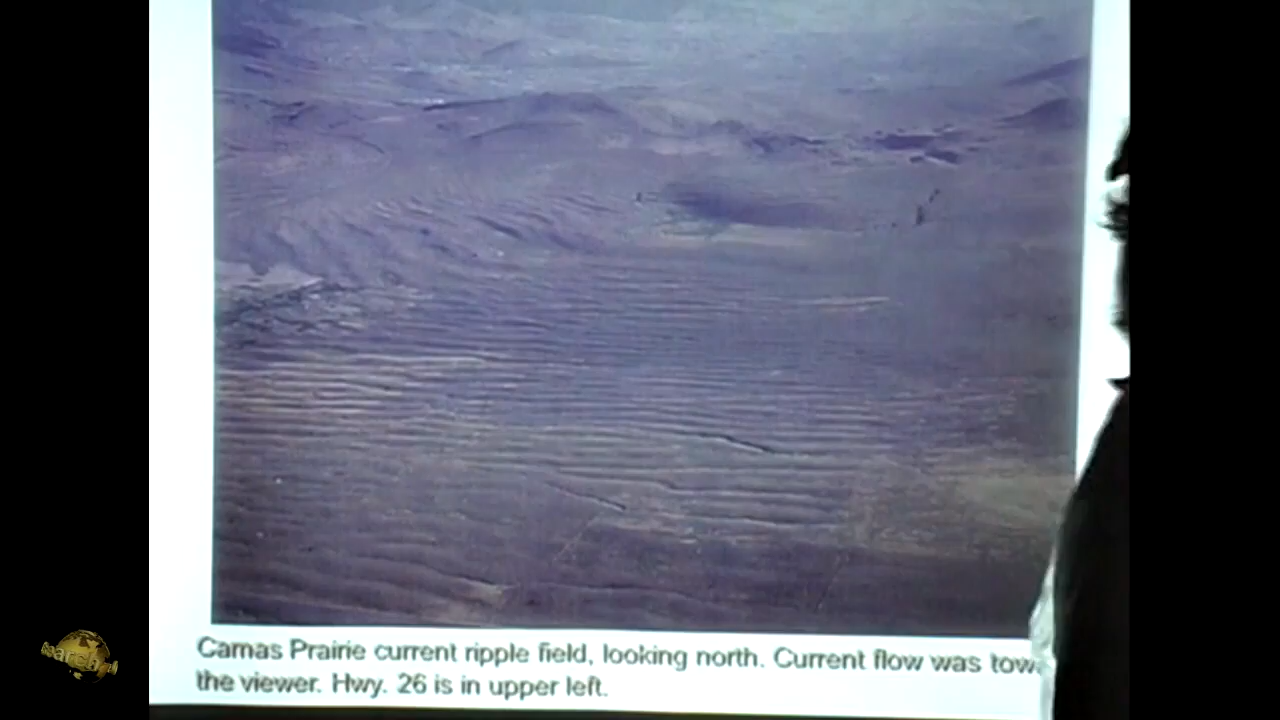 Camas Prairie current ripple field, looking north. Current flow was tow
the viewer. Hwy. 26 is in upper left.